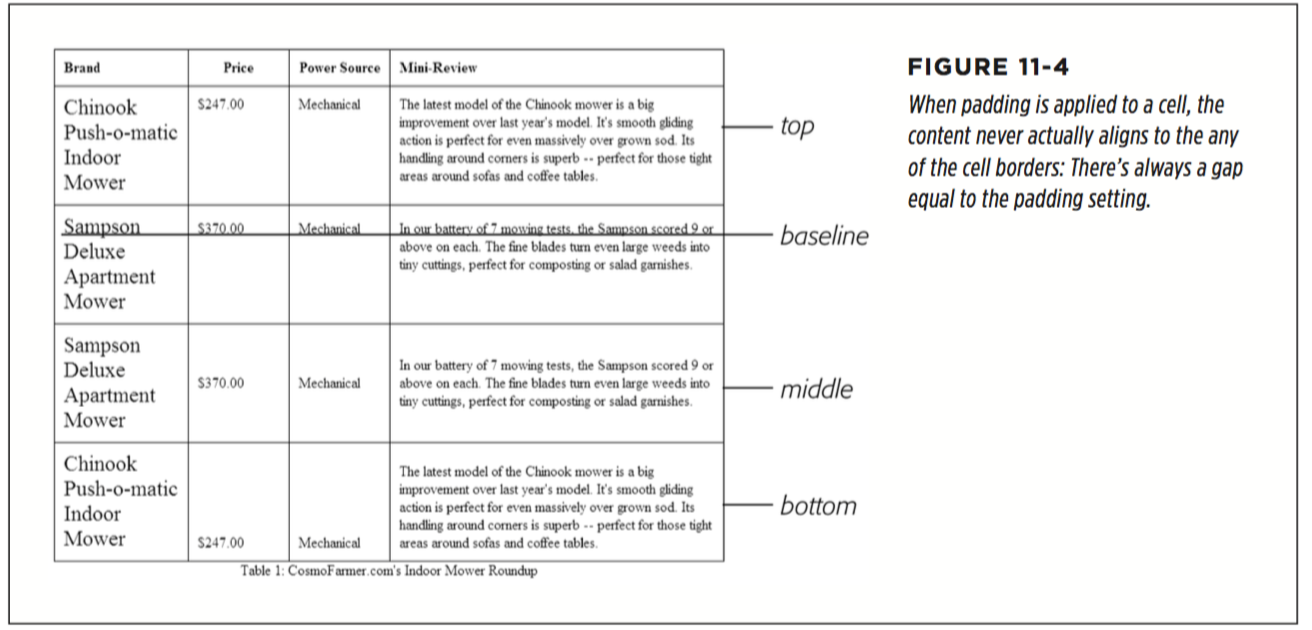 Brand Price Power Source Mini-Review
Chinook
Push-o-matic
Indoor
Mower
$247.00
Mechanical
The latest model of the Chinook mower is a big
improvement over last year's model. It's smooth gliding
action is perfect for even massively over grown sod. Its
handling around corners is superb -- perfect for those tight
areas around sofas and coffee tables.
top
Sampson
Deluxe
Apartment
Mower
$370.00
Mechanical
In our battery of 7 mowing tests, the Sampson scored 9 or
above on each. The fine blades turn even large weeds into
tiny cuttings, perfect for composting or salad garnishes.
baseline
Sampson
Deluxe
Apartment
Mower
$370.00
Mechanical
In our battery of 7 mowing tests, the Sampson scored 9 or
above on each. The fine blades turn even large weeds into
tiny cuttings, perfect for composting or salad garnishes.
middle
Chinook
Push-o-matic
Indoor
Mower
$247.00
Mechanical
The latest model of the Chinook mower is a big
improvement over last year's model. It's smooth gliding
action is perfect for even massively over grown sod. Its
handling around corners is superb -- perfect for those tight
areas around sofas and coffee tables.
bottom
Table 1: CosmoFarmer.com's Indoor Mower Roundup
FIGURE 11-4
When padding is applied to a cell, the
content never actually aligns to the any
of the cell borders: There's always a gap
equal to the padding setting.